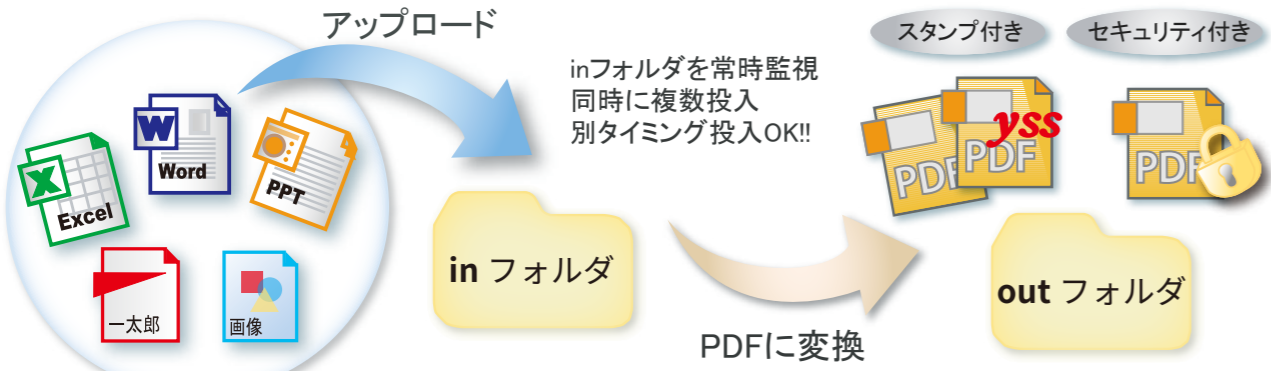 アップロード
W
Word
X
Excel
PPT
一太郎
画像
inフォルダを常時監視
同時に複数投入
別タイミング投入OK!!
in フォルダ
PDFに変換
スタンプ付き
セキュリティ付き
PDF
yss
PDF
PDF
out フォルダ